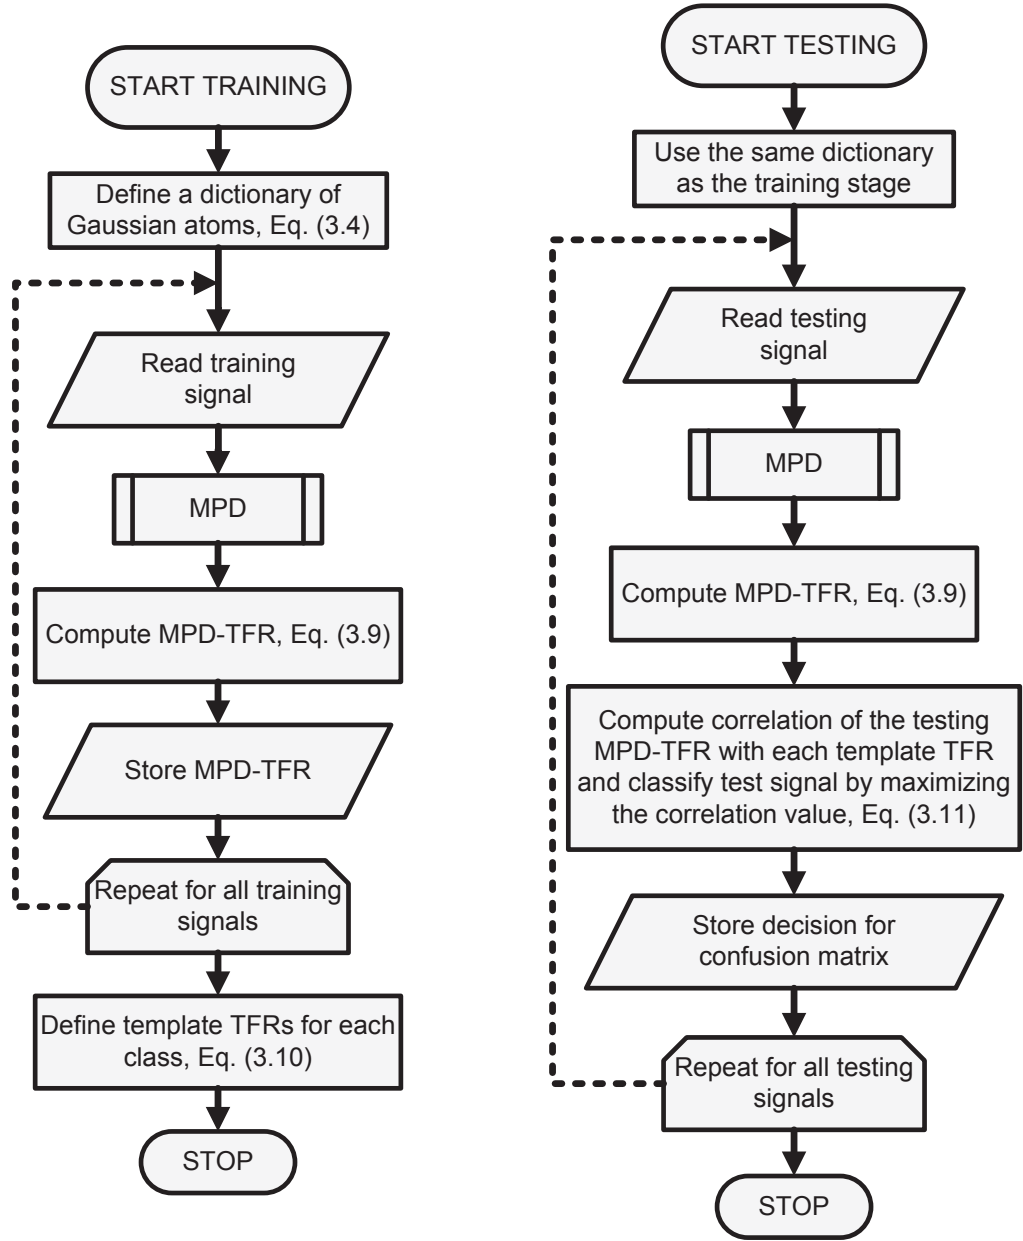 START TRAINING
Define a dictionary of
Gaussian atoms, Eq. (3.4)
Read training
signal
MPD
Compute MPD-TFR, Eq. (3.9)
Store MPD-TFR
Repeat for all training
signals
Define template TFRs for each
class, Eq. (3.10)
STOP
START TESTING
Use the same dictionary
as the training stage
Read testing
signal
MPD
Compute MPD-TFR, Eq. (3.9)
Compute correlation of the testing
MPD-TFR with each template TFR
and classify test signal by maximizing
the correlation value, Eq. (3.11)
Store decision for
confusion matrix
Repeat for all testing
signals
STOP